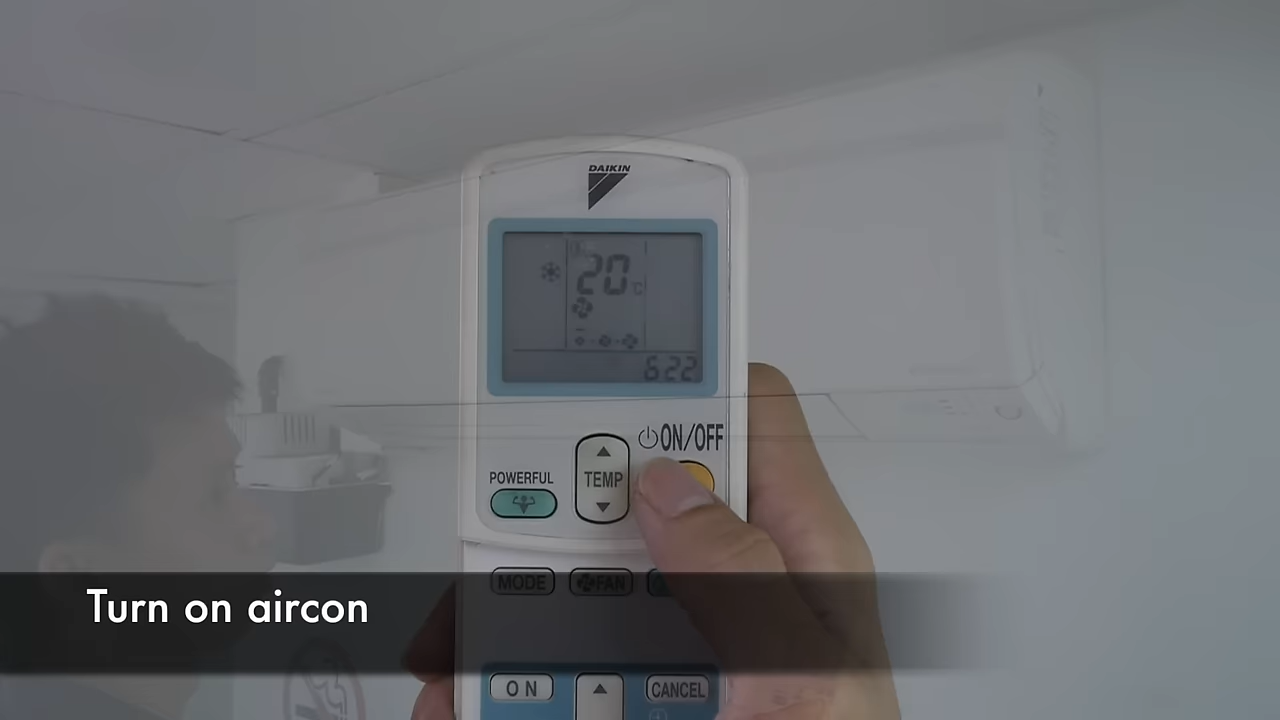 DAIKIN
20°C
6:22
ON/OFF
POWERFUL
TEMP
MODE
FAN
Turn on aircon
ON
CANCEL